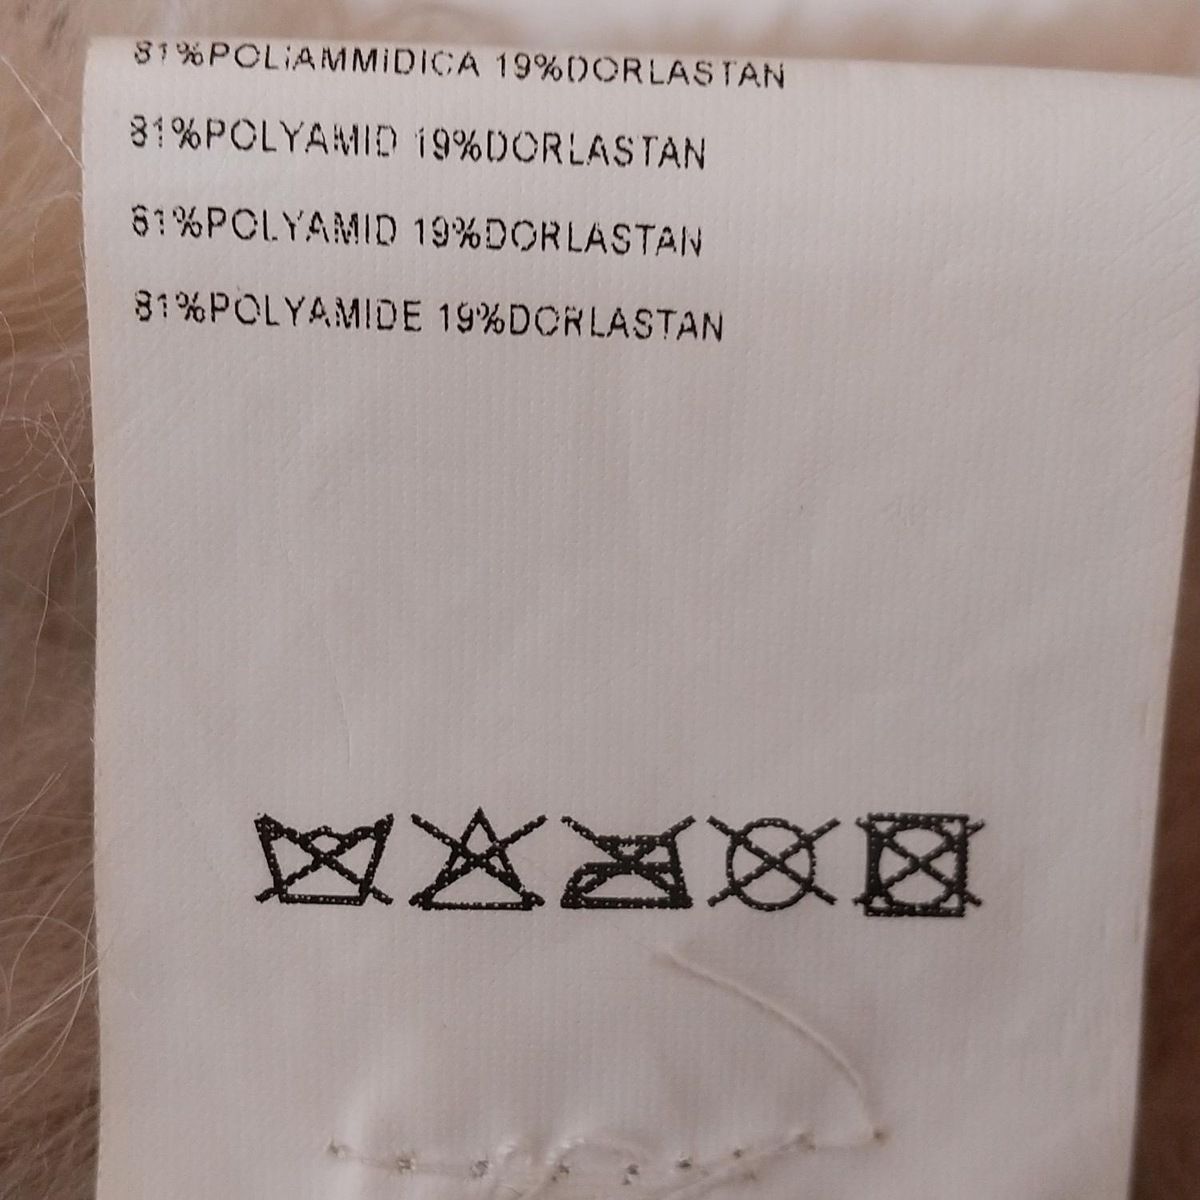 81%POLIAMMIDICA 19%DORLASTAN
81%POLYAMID 19%DORLASTAN
81%POLYAMID 19%DORLASTAN
81%POLYAMIDE 19%DORLASTAN